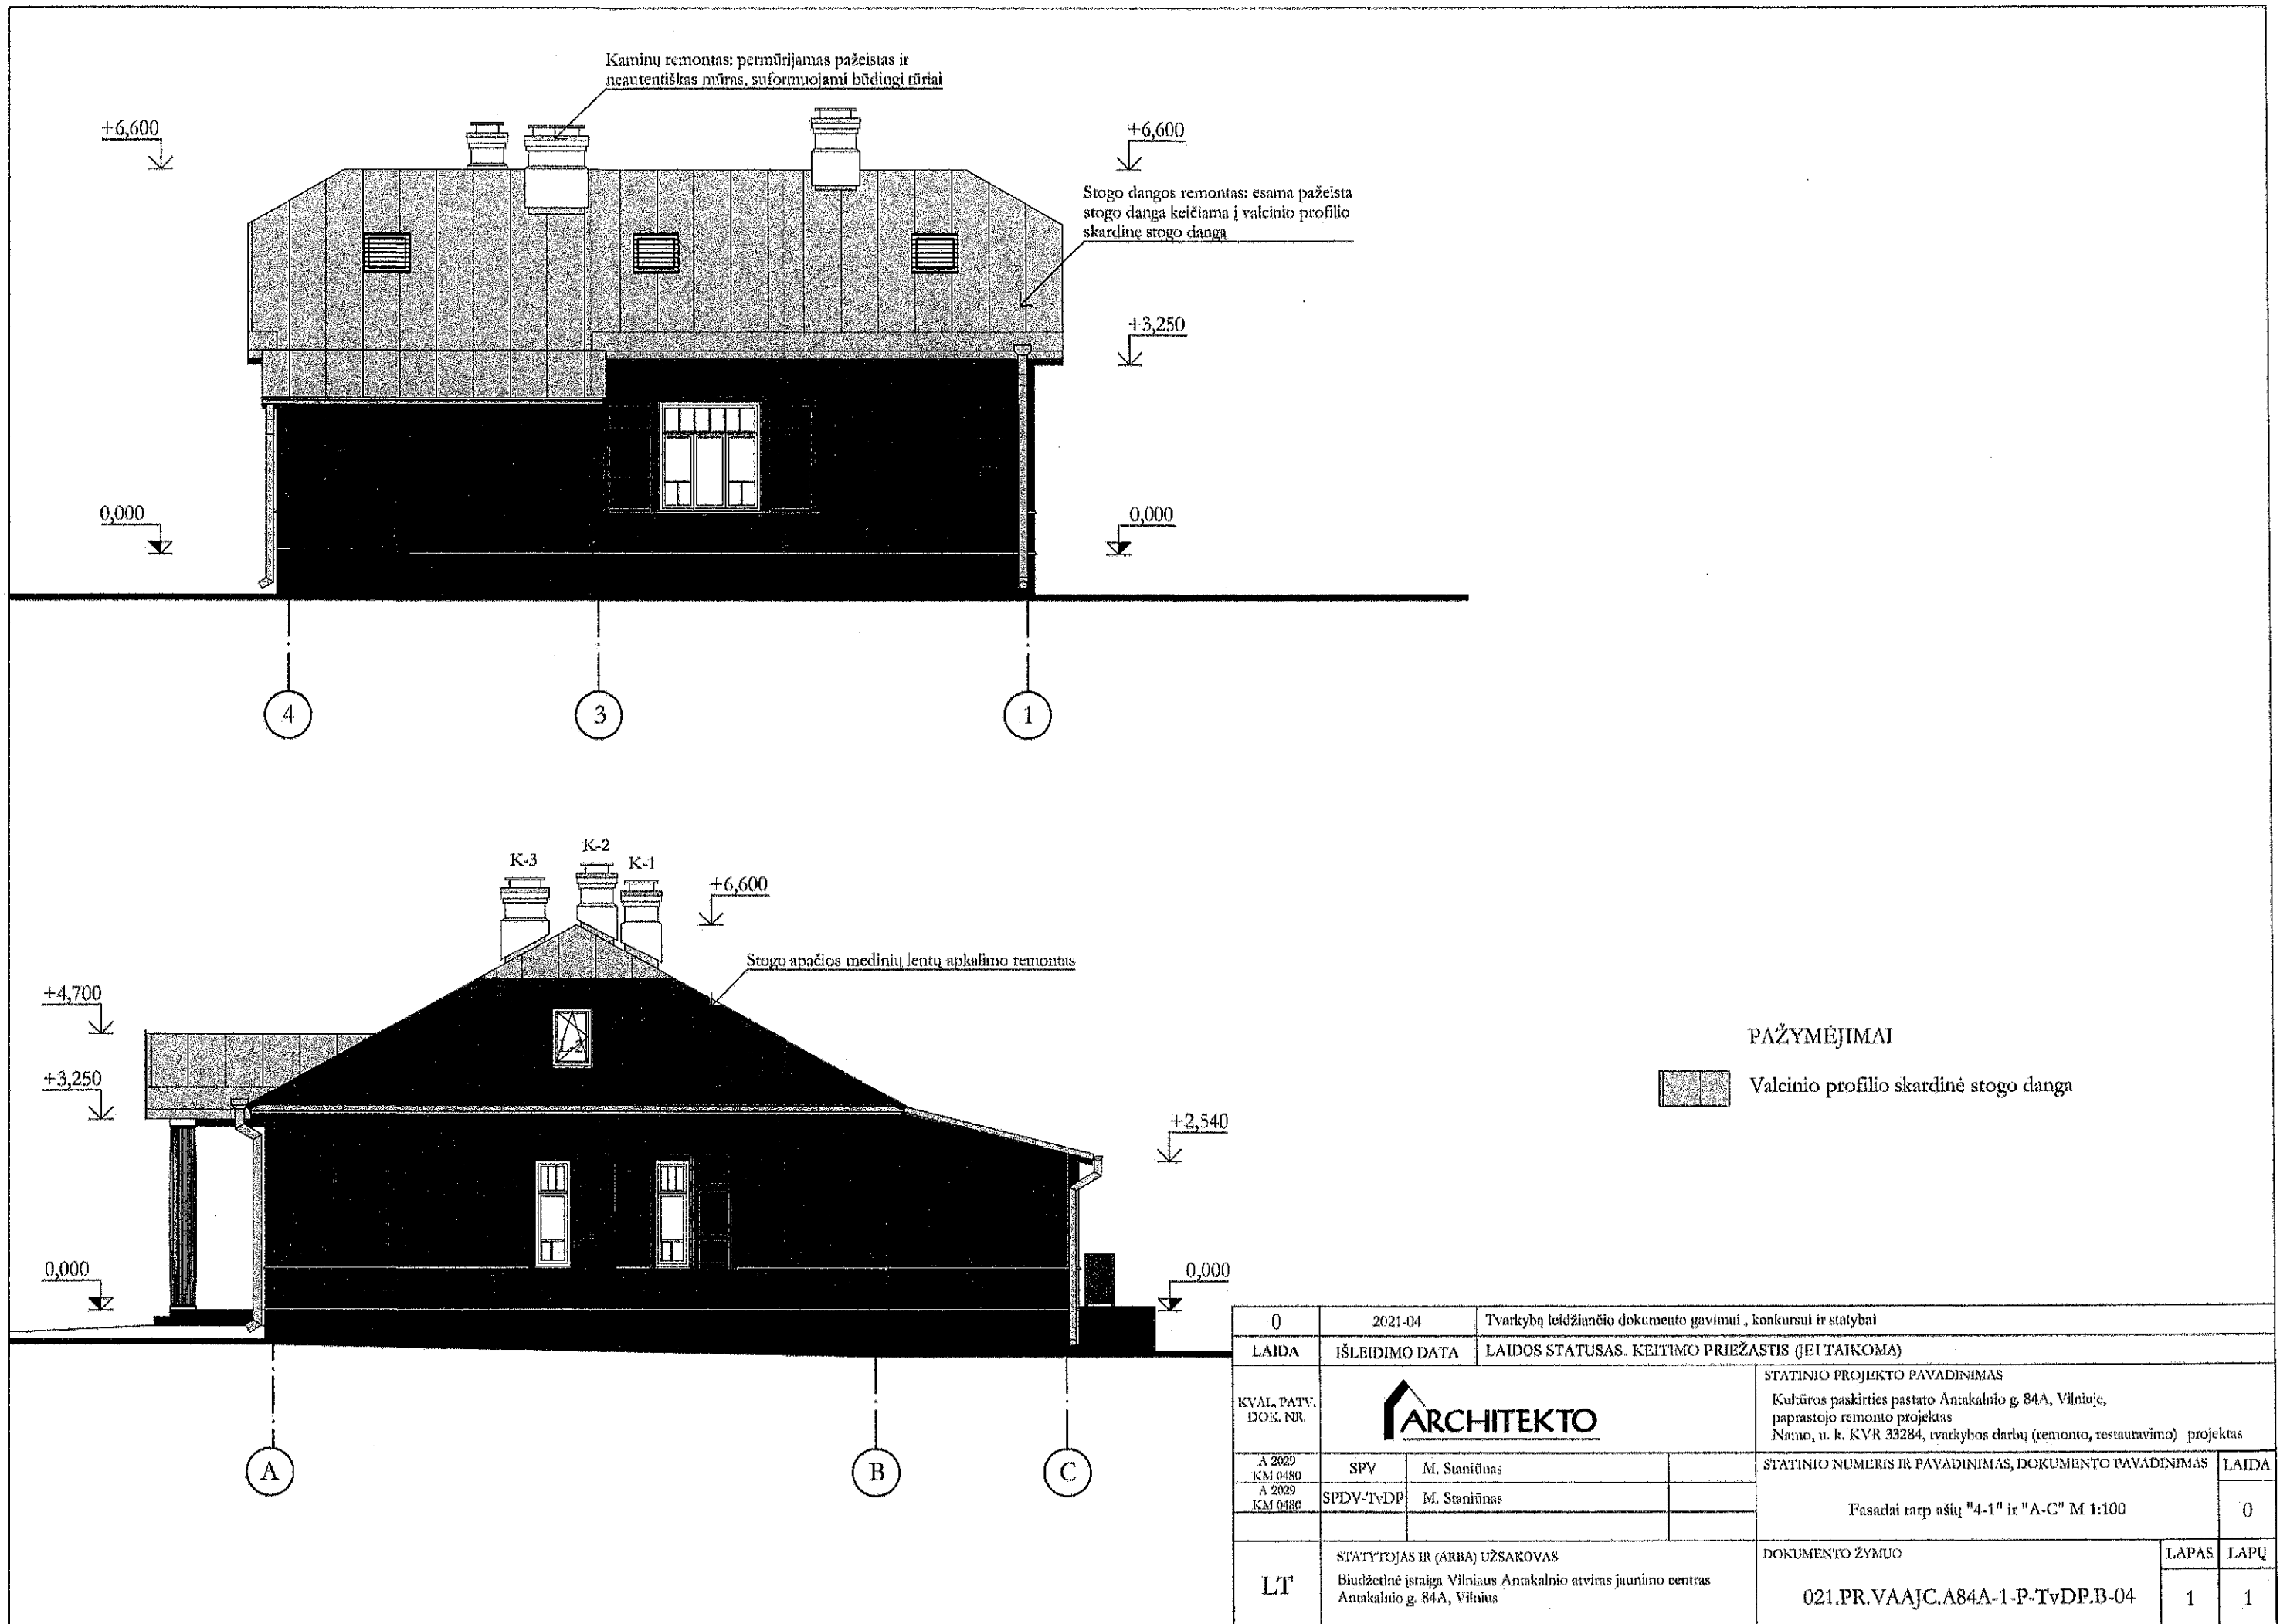 Kaminų remontas: permūrijamas pažeistas ir
neautentiškas mūras, suformuojami būdingi tūriai
+6,600
+6,600
Stogo dangos remontas: esama pažeista
stogo danga keičiama į valcinio profilio
skardinę stogo dangą
+3,250
0,000
0,000
4
3
1
K-3
K-2
K-1
+6,600
Stogo apačios medinių lentų apkalimo remontas
+4,700
+3,250
L-2
+2,540
0,000
0,000
A
B
C
PAŽYMĖJIMAI
Valcinio profilio skardinė stogo danga
0
2021-04
Tvarkybą leidžiančio dokumento gavimui , konkursui ir statybai
LAIDA
IŠLEIDIMO DATA
LAIDOS STATUSAS. KEITIMO PRIEŽASTIS (JEI TAIKOMA)
KVAL. PATV.
DOK. NR.
ARCHITEKTO
STATINIO PROJEKTO PAVADINIMAS
Kultūros paskirties pastato Antakalnio g. 84A, Vilniuje,
paprastojo remonto projektas
Namo, u. k. KVR 33284, tvarkybos darbų (remonto, restauravimo) projektas
A 2029
KM 0480
SPV
M. Staniūnas
A 2029
KM 0480
SPDV-TvDP
M. Staniūnas
STATINIO NUMERIS IR PAVADINIMAS, DOKUMENTO PAVADINIMAS
LAIDA
Fasadai tarp ašių "4-1" ir "A-C" M 1:100
0
LT
STATYTOJAS IR (ARBA) UŽSAKOVAS
Biudžetinė įstaiga Vilniaus Antakalnio atviras jaunimo centras
Antakalnio g. 84A, Vilnius
DOKUMENTO ŽYMUO
LAPAS
LAPŲ
021.PR.VAAJC.A84A-1-P-TvDP.B-04
1
1